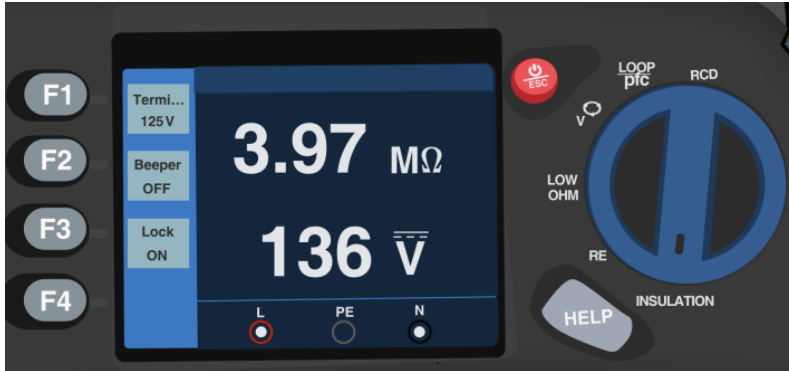 F1
F2
F3
F4
Termi...
125 V
Beeper
OFF
Lock
ON
3.97 MΩ
136 V
L
PE
N
ESC
LOOP
pfc
RCD
V
LOW
OHM
RE
INSULATION
HELP